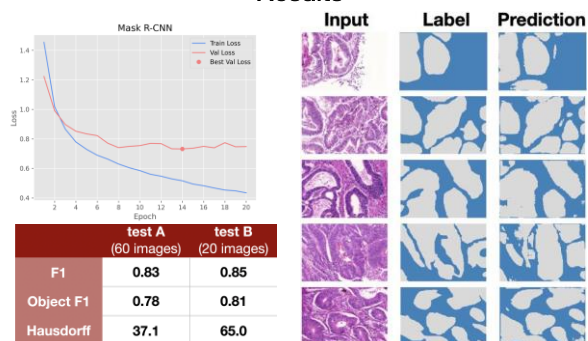 Mask R-CNN
Train Loss
Val Loss
Best Val Loss
Loss
1.4
1.2
1.0
0.8
0.6
0.4
2 4 6 8 10 12 14 16 18 20
Epoch
test A test B
(60 images) (20 images)
F1 0.83 0.85
Object F1 0.78 0.81
Hausdorff 37.1 65.0
Input Label Prediction